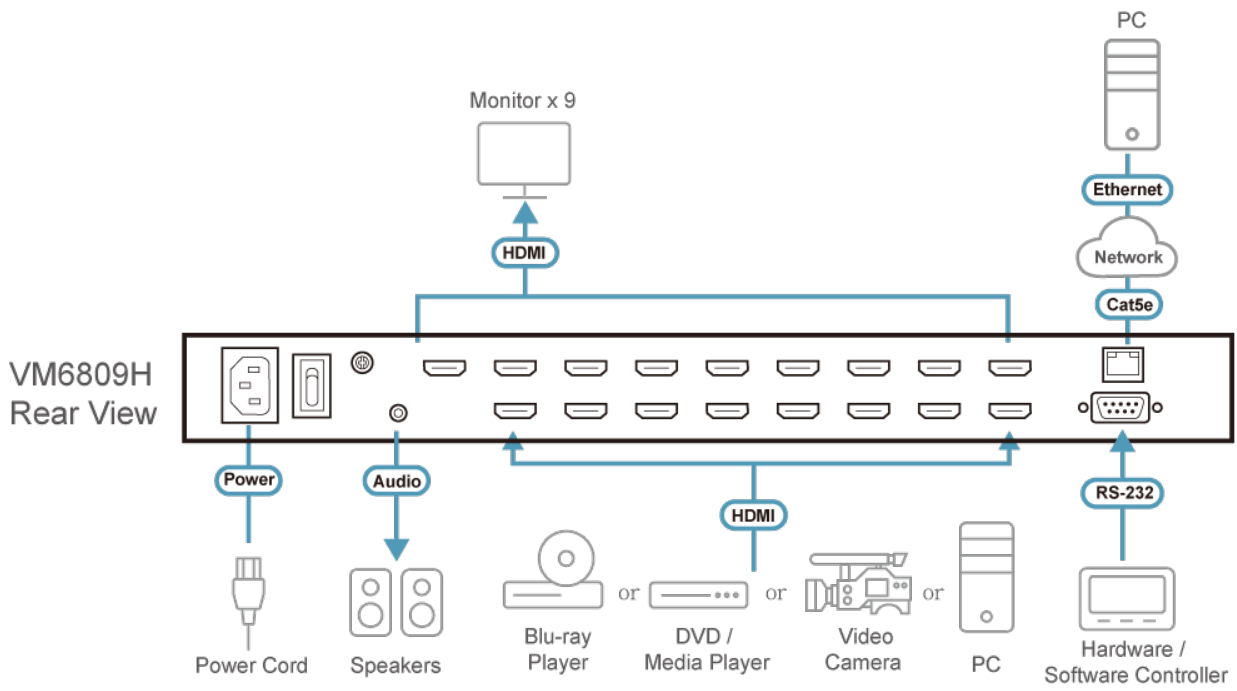 PC
Monitor x 9
Ethernet
HDMI
Network
Cat5e
VM6809H
Rear View
Power
Audio
HDMI
RS-232
or
or
or
Power Cord
Speakers
Blu-ray
Player
DVD /
Media Player
Video
Camera
PC
Hardware /
Software Controller